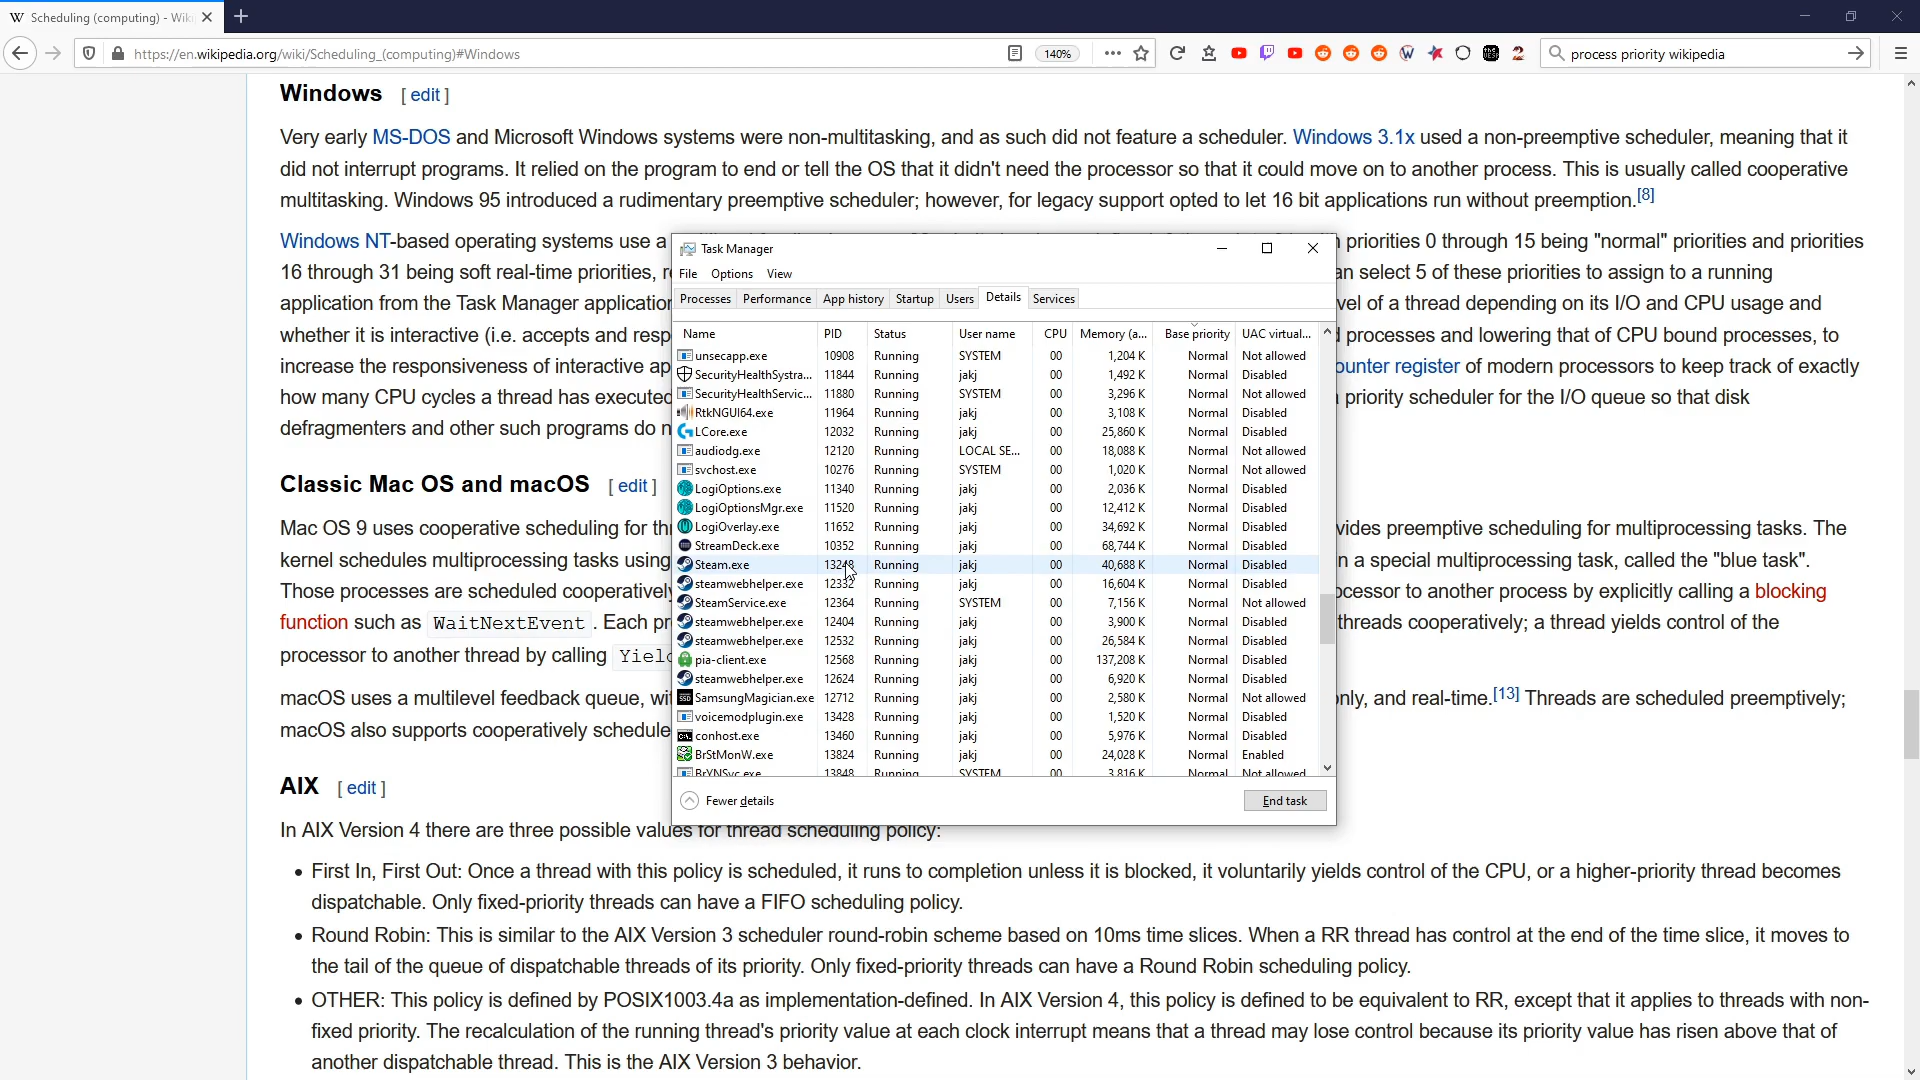 Scheduling (computing) - Wiki
https://en.wikipedia.org/wiki/Scheduling_(computing)#Windows
140%
process priority wikipedia
Windows [ edit ]
Very early MS-DOS and Microsoft Windows systems were non-multitasking, and as such did not feature a scheduler. Windows 3.1x used a non-preemptive scheduler, meaning that it
did not interrupt programs. It relied on the program to end or tell the OS that it didn't need the processor so that it could move on to another process. This is usually called cooperative
multitasking. Windows 95 introduced a rudimentary preemptive scheduler; however, for legacy support opted to let 16 bit applications run without preemption.[8]
Windows NT-based operating systems use a priorities 0 through 15 being "normal" priorities and priorities
16 through 31 being soft real-time priorities, an select 5 of these priorities to assign to a running
application from the Task Manager vel of a thread depending on its I/O and CPU usage and
whether it is interactive (i.e. accepts and processes and lowering that of CPU bound processes, to
increase the responsiveness of interactive ounter register of modern processors to keep track of exactly
how many CPU cycles a thread has executed priority scheduler for the I/O queue so that disk
defragmenters and other such programs do
Task Manager
File Options View
Processes Performance App history Startup Users Details Services
Name PID Status User name CPU Memory (a... Base priority UAC virtual...
unsecapp.exe 10908 Running SYSTEM 00 1,204 K Normal Not allowed
SecurityHealthSystra... 11844 Running jakj 00 1,492 K Normal Disabled
SecurityHealthServic... 11880 Running SYSTEM 00 3,296 K Normal Not allowed
RtkNGUI64.exe 11964 Running jakj 00 3,108 K Normal Disabled
LCore.exe 12032 Running jakj 00 25,860 K Normal Disabled
audiodg.exe 12120 Running LOCAL SE... 00 18,088 K Normal Not allowed
svchost.exe 10276 Running SYSTEM 00 1,020 K Normal Not allowed
LogiOptions.exe 11340 Running jakj 00 2,036 K Normal Disabled
LogiOptionsMgr.exe 11520 Running jakj 00 12,412 K Normal Disabled
LogiOverlay.exe 11652 Running jakj 00 34,692 K Normal Disabled
StreamDeck.exe 10352 Running jakj 00 68,744 K Normal Disabled
Steam.exe Running jakj 00 40,688 K Normal Disabled
steamwebhelper.exe 12332 Running jakj 00 16,604 K Normal Disabled
SteamService.exe 12364 Running SYSTEM 00 7,156 K Normal Not allowed
steamwebhelper.exe 12404 Running jakj 00 3,900 K Normal Disabled
steamwebhelper.exe 12532 Running jakj 00 26,584 K Normal Disabled
pia-client.exe 12568 Running jakj 00 137,208 K Normal Disabled
steamwebhelper.exe 12624 Running jakj 00 6,920 K Normal Disabled
SSD SamsungMagician.exe 12712 Running jakj 00 2,580 K Normal Not allowed
voicemodplugin.exe 13428 Running jakj 00 1,520 K Normal Disabled
conhost.exe 13460 Running jakj 00 5,976 K Normal Disabled
BrStMonW.exe 13824 Running jakj 00 24,028 K Normal Enabled
BrYNSvc.exe 13848 Running SYSTEM 00 3,816 K Normal Not allowed
Fewer details End task
Classic Mac OS and macOS [ edit ]
Mac OS 9 uses cooperative scheduling for vides preemptive scheduling for multiprocessing tasks. The
kernel schedules multiprocessing tasks using n a special multiprocessing task, called the "blue task".
Those processes are scheduled cooperatively ocessor to another process by explicitly calling a blocking
function such as WaitNextEvent . Each threads cooperatively; a thread yields control of the
processor to another thread by calling
macOS uses a multilevel feedback queue, only, and real-time.[13] Threads are scheduled preemptively;
macOS also supports cooperatively
AIX [ edit ]
In AIX Version 4 there are three possible values for thread scheduling policy:
• First In, First Out: Once a thread with this policy is scheduled, it runs to completion unless it is blocked, it voluntarily yields control of the CPU, or a higher-priority thread becomes
dispatchable. Only fixed-priority threads can have a FIFO scheduling policy.
• Round Robin: This is similar to the AIX Version 3 scheduler round-robin scheme based on 10ms time slices. When a RR thread has control at the end of the time slice, it moves to
the tail of the queue of dispatchable threads of its priority. Only fixed-priority threads can have a Round Robin scheduling policy.
• OTHER: This policy is defined by POSIX1003.4a as implementation-defined. In AIX Version 4, this policy is defined to be equivalent to RR, except that it applies to threads with non-
fixed priority. The recalculation of the running thread's priority value at each clock interrupt means that a thread may lose control because its priority value has risen above that of
another dispatchable thread. This is the AIX Version 3 behavior.